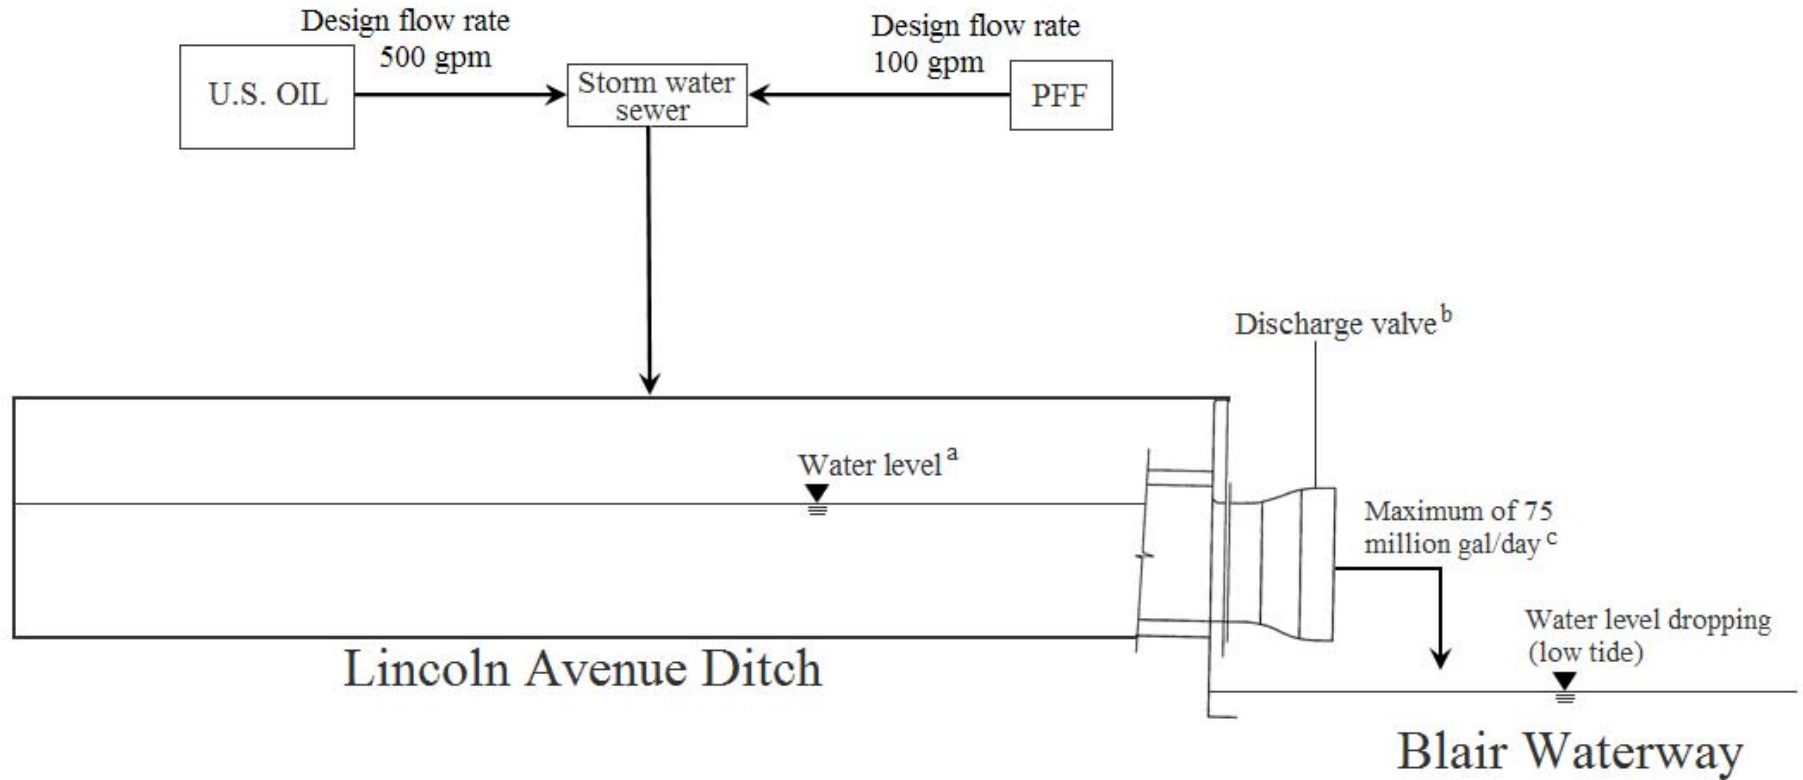 Design flow rate
500 gpm
Design flow rate
100 gpm
U.S. OIL
Storm water
sewer
PFF
Discharge valve b
Water level a
Maximum of 75
million gal/day c
Water level dropping
(low tide)
Lincoln Avenue Ditch
Blair Waterway